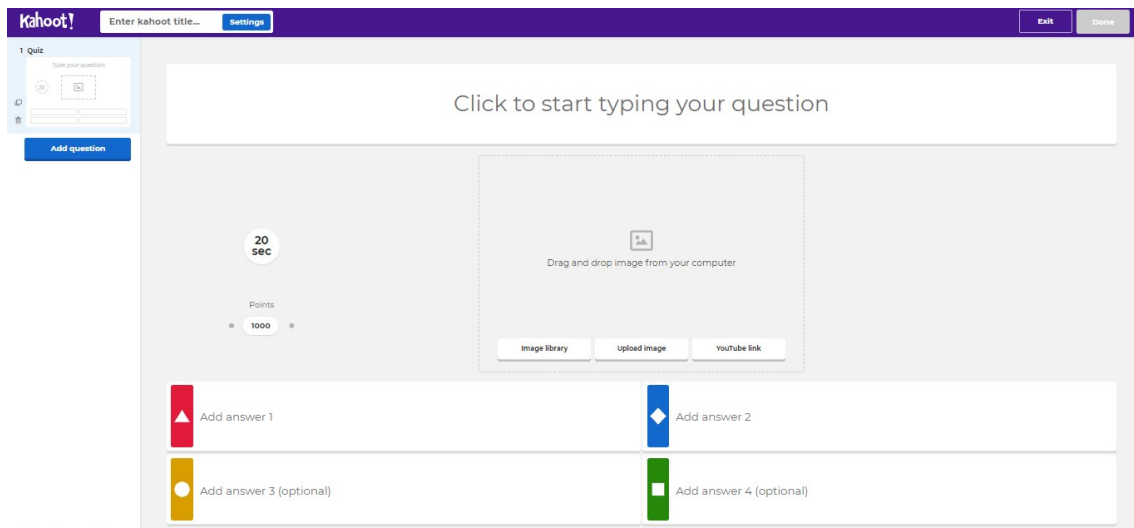 Kahoot!
Enter kahoot title...
Settings
Exit
Done
1 Quiz
Type your question
20
Add question
Click to start typing your question
20
sec
Drag and drop image from your computer
Points
1000
Image library
Upload image
YouTube link
Add answer 1
Add answer 2
Add answer 3 (optional)
Add answer 4 (optional)